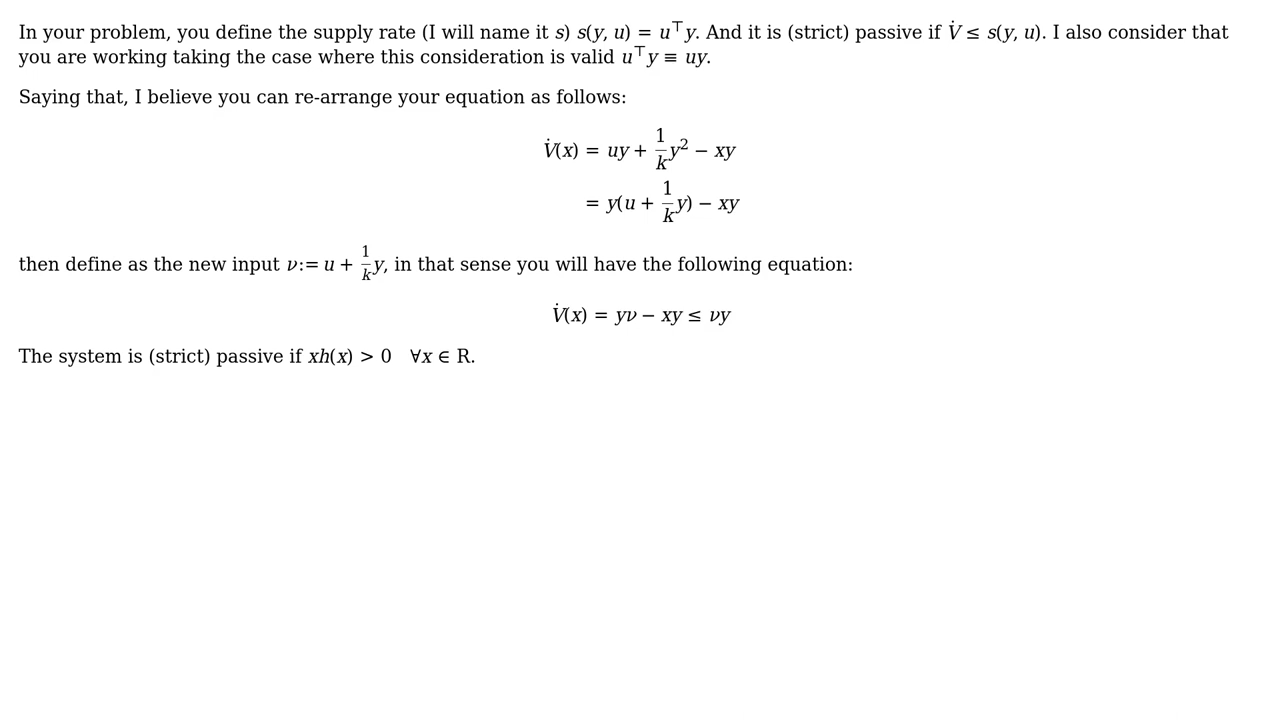 In your problem, you define the supply rate (I will name it s) s(y, u) = u⊤y. And it is (strict) passive if V̇ ≤ s(y, u). I also consider that
you are working taking the case where this consideration is valid u⊤y ≡ uy.
Saying that, I believe you can re-arrange your equation as follows:
V̇(x) = uy + 1/k y² − xy
= y(u + 1/k y) − xy
then define as the new input ν:= u + 1/k y, in that sense you will have the following equation:
V̇(x) = yν − xy ≤ νy
The system is (strict) passive if xh(x) > 0 ∀x ∈ R.